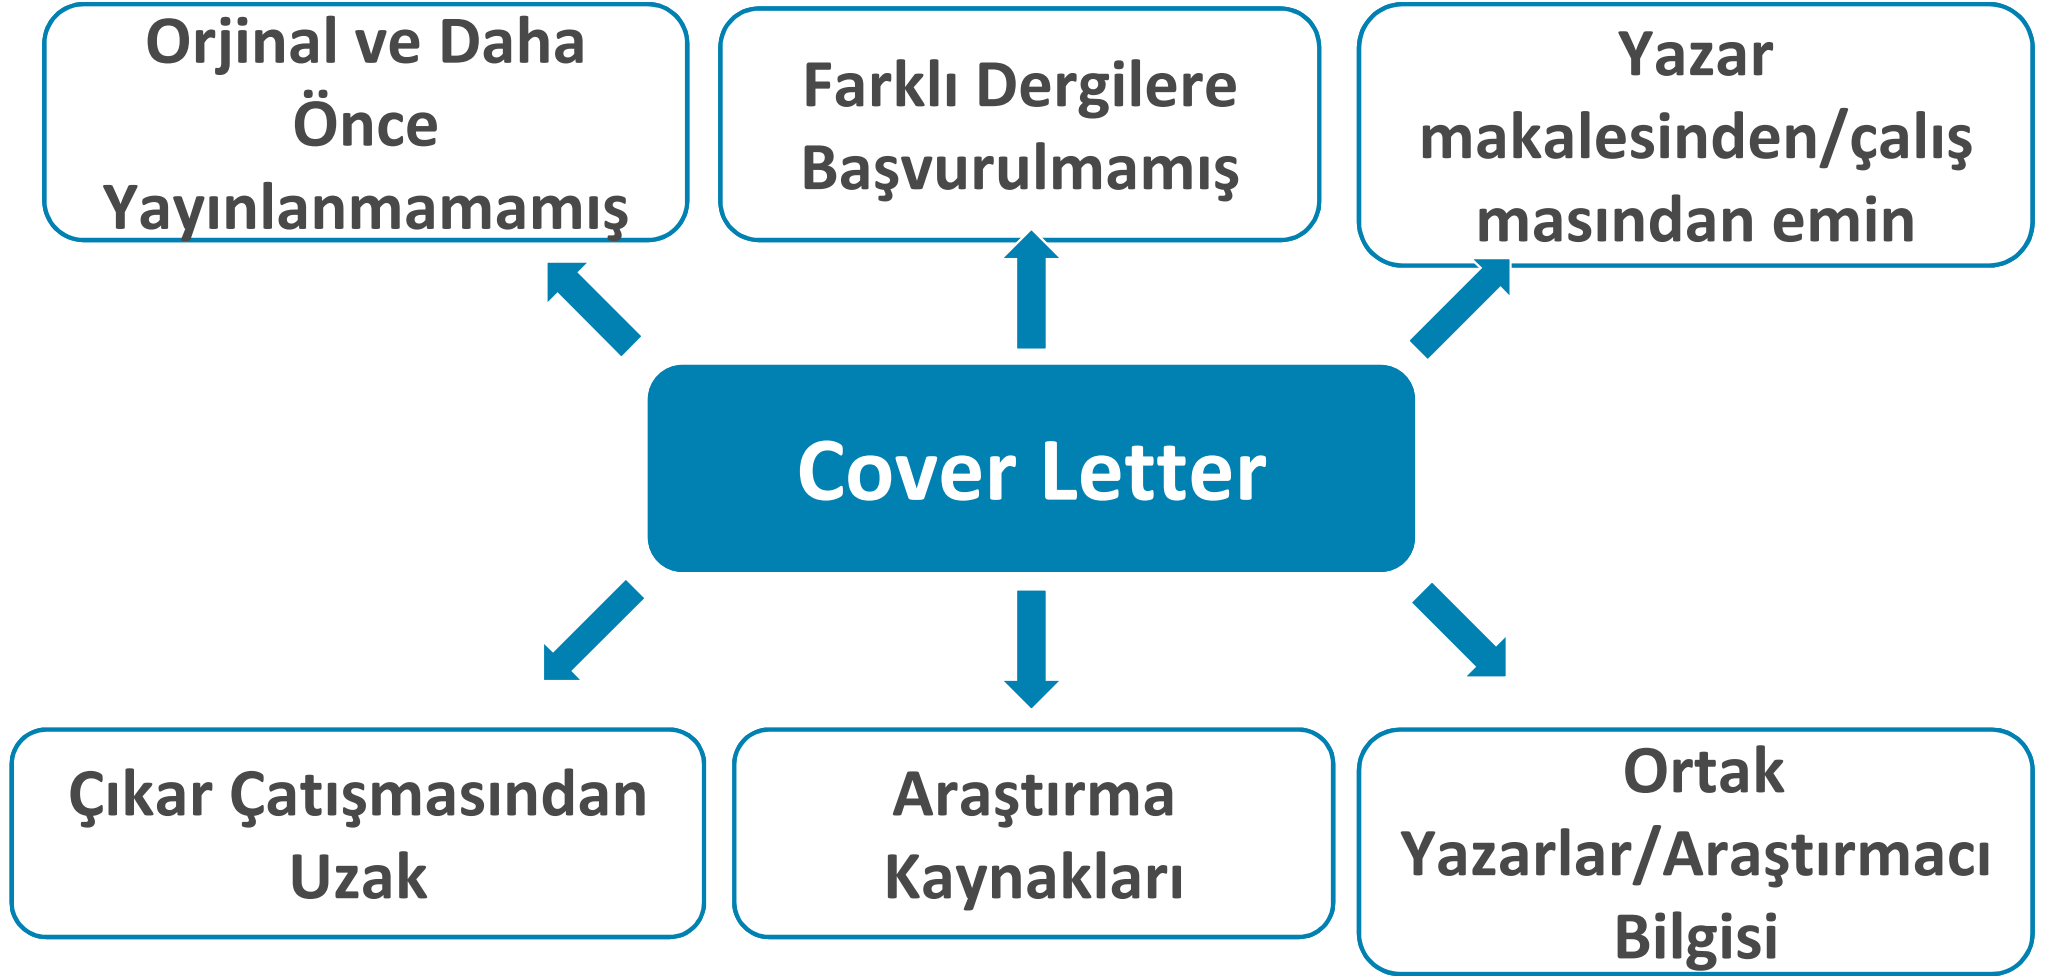 Orjinal ve Daha
Önce
Yayınlanmamamış
Farklı Dergilere
Başvurulmamış
Yazar
makalesinden/çalış
masından emin
Cover Letter
Çıkar Çatışmasından
Uzak
Araştırma
Kaynakları
Ortak
Yazarlar/Araştırmacı
Bilgisi